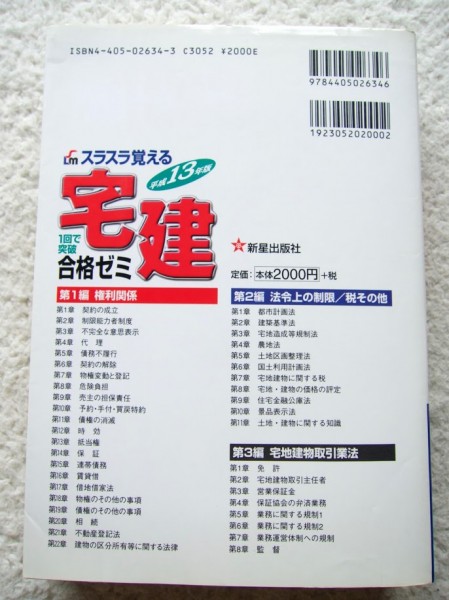 ISBN4-405-02634-3 C3052 ¥2000E
9784405026346
1923052020002
Lm スラスラ覚える
平成13年版
宅建
1回で
突破
合格ゼミ
新星出版社
定価:本体2000円+税
第1編 権利関係
第1章 契約の成立
第2章 制限能力者制度
第3章 不完全な意思表示
第4章 代理
第5章 債務不履行
第6章 契約の解除
第7章 物権変動と登記
第8章 危険負担
第9章 売主の担保責任
第10章 予約・手付・買戻特約
第11章 債権の消滅
第12章 時効
第13章 抵当権
第14章 保証
第15章 連帯債務
第16章 賃貸借
第17章 借地借家法
第18章 物権のその他の事項
第19章 債権のその他の事項
第20章 相続
第21章 不動産登記法
第22章 建物の区分所有等に関する法律
第2編 法令上の制限/税その他
第1章 都市計画法
第2章 建築基準法
第3章 宅地造成等規制法
第4章 農地法
第5章 土地区画整理法
第6章 国土利用計画法
第7章 宅地建物に関する税
第8章 宅地・建物の価格の評定
第9章 住宅金融公庫法
第10章 景品表示法
第11章 土地・建物に関する知識
第3編 宅地建物取引業法
第1章 免許
第2章 宅地建物取引主任者
第3章 営業保証金
第4章 保証協会の弁済業務
第5章 業務に関する規制1
第6章 業務に関する規制2
第7章 業務運営体制への規制
第8章 監督